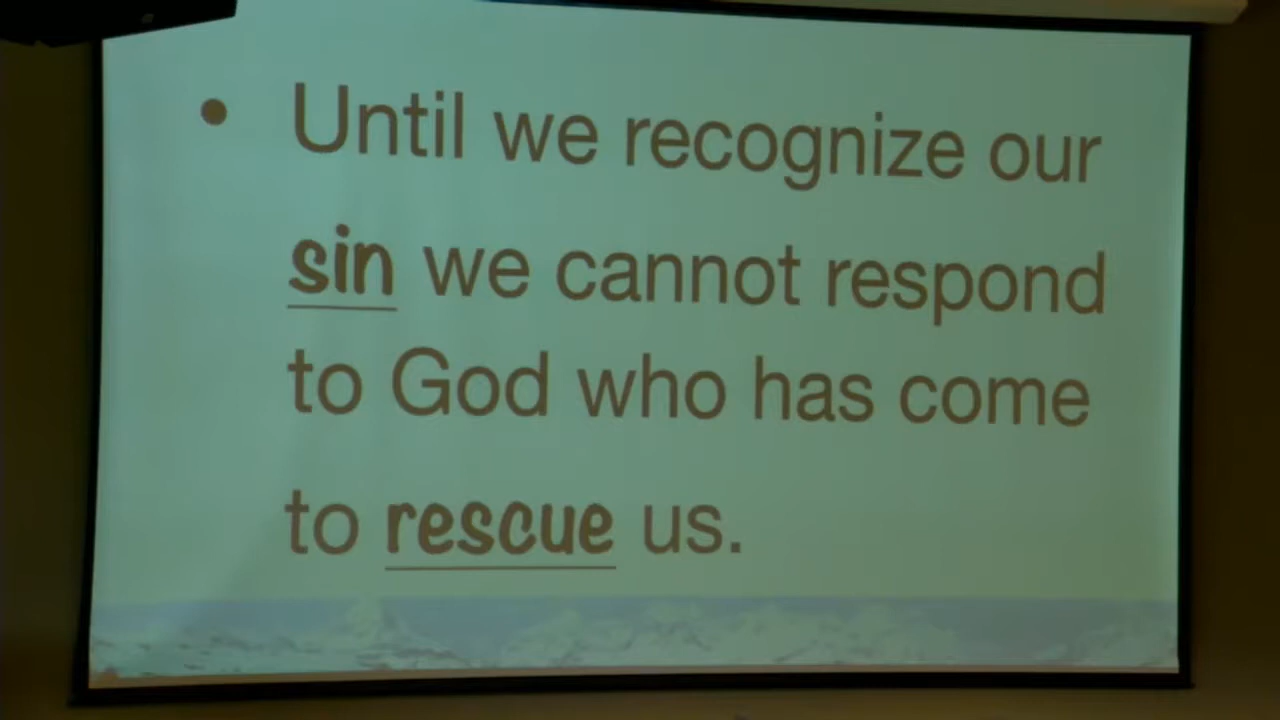 • Until we recognize our
sin we cannot respond
to God who has come
to rescue us.